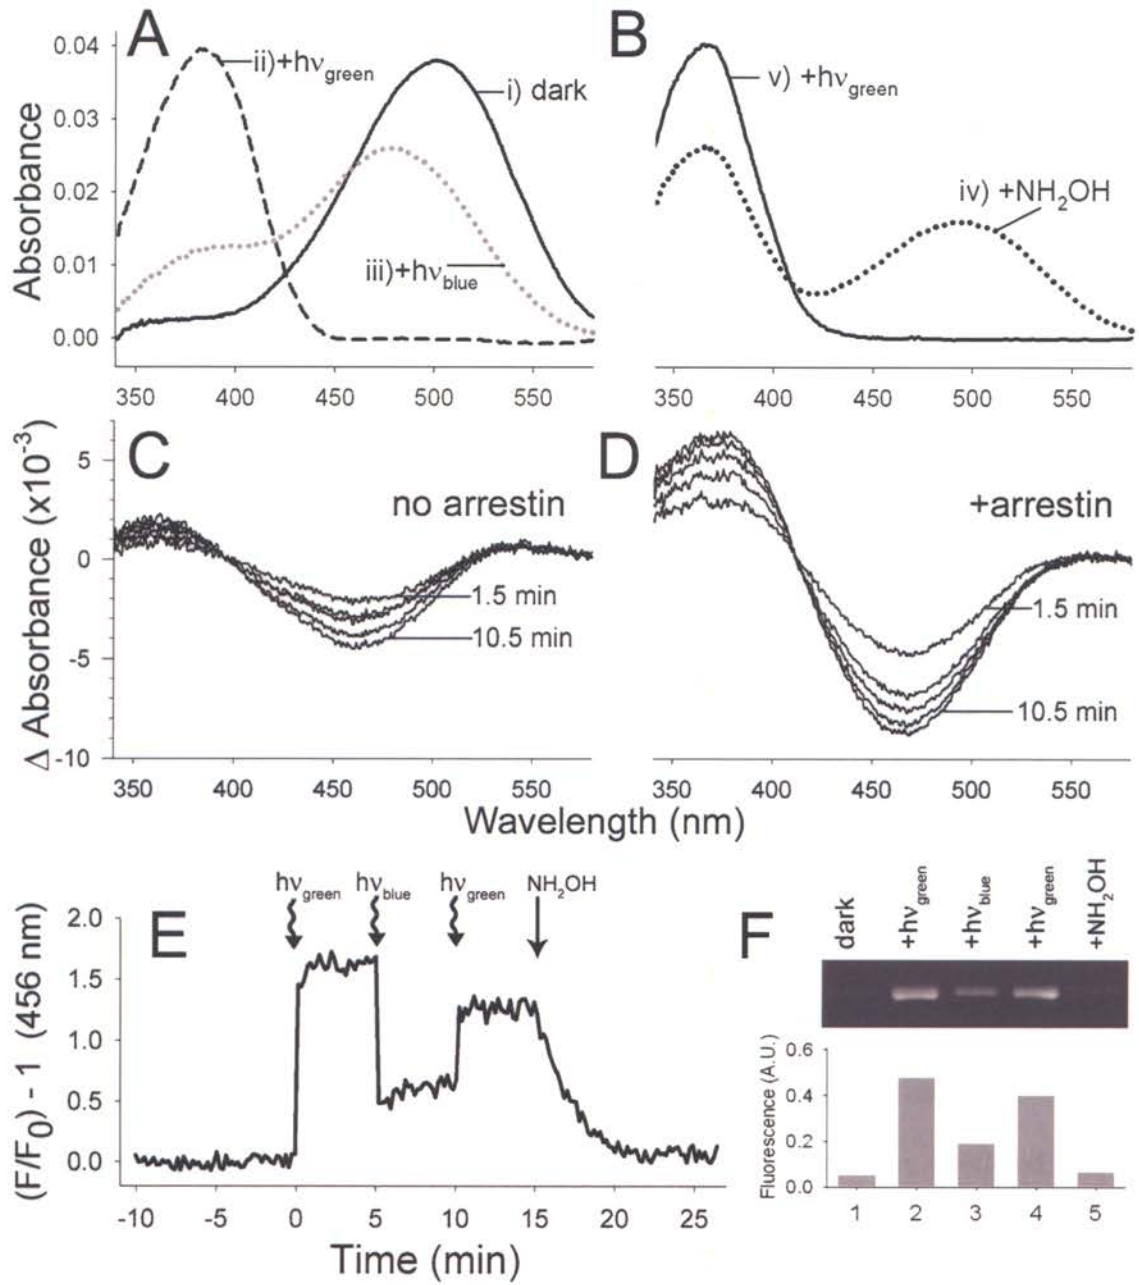 A
B
Absorbance
0.04
0.03
0.02
0.01
0.00
ii)+hνgreen
i) dark
iii)+hνblue
v) +hνgreen
iv) +NH2OH
350 400 450 500 550
350 400 450 500 550
C
D
Δ Absorbance (x10-3)
5
0
-5
-10
no arrestin
1.5 min
10.5 min
+arrestin
1.5 min
10.5 min
350 400 450 500 550
350 400 450 500 550
Wavelength (nm)
hνgreen hνblue hνgreen NH2OH
E
(F/F0) - 1 (456 nm)
2.0
1.5
1.0
0.5
0.0
-10 -5 0 5 10 15 20 25
Time (min)
F
dark
+hνgreen
+hνblue
+hνgreen
+NH2OH
Fluorescence (A.U.)
0.6
0.4
0.2
0.0
1 2 3 4 5